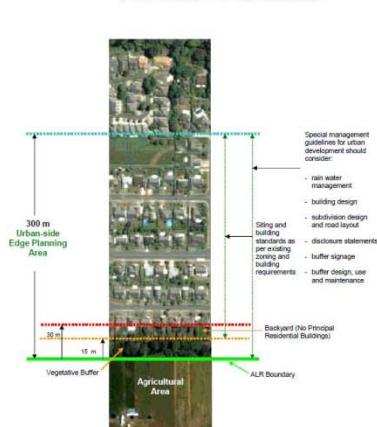 Special management
guidelines for urban
development should
consider:
- rain water
management
- building design
- subdivision design
and road layout
- disclosure statements
- buffer signage
- buffer design, use
and maintenance
300 m
Urban-side
Edge Planning
Area
Siting and
building
standards as
per existing
zoning and
building
requirements
30 m
15 m
Backyard (No Principal
Residential Buildings)
Vegetative Buffer
ALR Boundary
Agricultural
Area